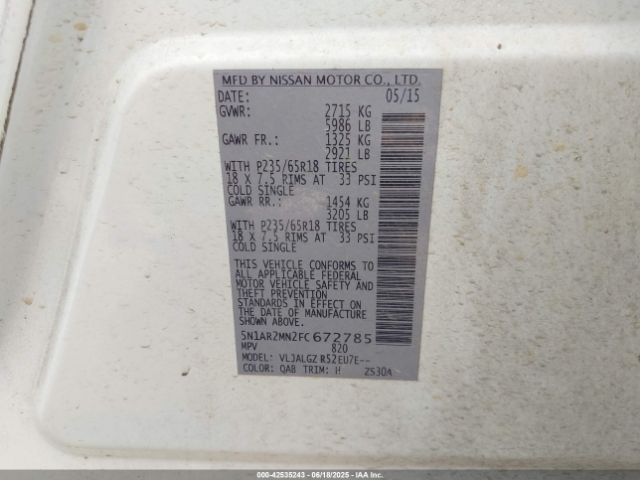 MFD BY NISSAN MOTOR CO., LTD.
DATE: 05/15
GVWR: 2715 KG
5986 LB
GAWR FR.: 1325 KG
2921 LB
WITH P235/65R18 TIRES
18 X 7.5 RIMS AT 33 PSI
COLD SINGLE
GAWR RR.: 1454 KG
3205 LB
WITH P235/65R18 TIRES
18 X 7.5 RIMS AT 33 PSI
COLD SINGLE
THIS VEHICLE CONFORMS TO
ALL APPLICABLE FEDERAL
MOTOR VEHICLE SAFETY AND
THEFT PREVENTION
STANDARDS IN EFFECT ON
THE DATE OF MANUFACTURE
SHOWN ABOVE.
5N1AR2MN2FC672785
MPV 820
MODEL: VLJALGZ R52EU7E--
COLOR: QAB TRIM: H ZS30A
000-42535243 - 06/18/2025 - IAA Inc.